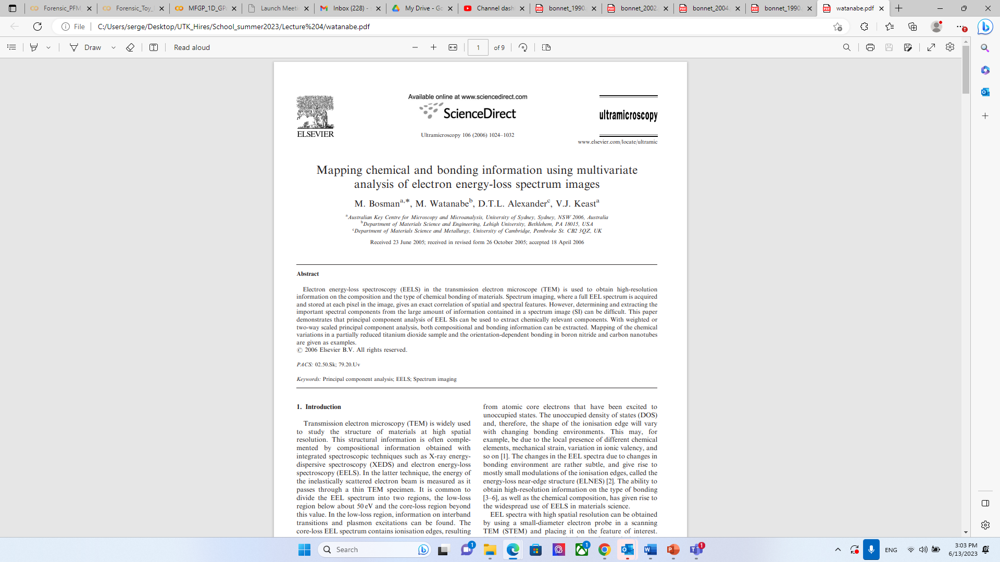 Forensic_PFM
Forensic_Toy_
MFGP_1D_GP
Launch Meeti
Inbox (228) -
My Drive - Go
Channel dash
bonnet_1990
bonnet_2002.
bonnet_2004
bonnet_1990
watanabe.pdf
File C:/Users/serge/Desktop/UTK_Hires/School_summer2023/Lecture%204/watanabe.pdf
Draw Read aloud 1 of 9
Available online at www.sciencedirect.com
ScienceDirect
ultramicroscopy
ELSEVIER
Ultramicroscopy 106 (2006) 1024–1032
www.elsevier.com/locate/ultramic
Mapping chemical and bonding information using multivariate
analysis of electron energy-loss spectrum images
M. Bosmana,*, M. Watanabeb, D.T.L. Alexanderc, V.J. Keasta
aAustralian Key Centre for Microscopy and Microanalysis, University of Sydney, Sydney, NSW 2006, Australia
bDepartment of Materials Science and Engineering, Lehigh University, Bethlehem, PA 18015, USA
cDepartment of Materials Science and Metallurgy, University of Cambridge, Pembroke St. CB2 3QZ, UK
Received 23 June 2005; received in revised form 26 October 2005; accepted 18 April 2006
Abstract
Electron energy-loss spectroscopy (EELS) in the transmission electron microscope (TEM) is used to obtain high-resolution
information on the composition and the type of chemical bonding of materials. Spectrum imaging, where a full EEL spectrum is acquired
and stored at each pixel in the image, gives an exact correlation of spatial and spectral features. However, determining and extracting the
important spectral components from the large amount of information contained in a spectrum image (SI) can be difficult. This paper
demonstrates that principal component analysis of EEL SIs can be used to extract chemically relevant components. With weighted or
two-way scaled principal component analysis, both compositional and bonding information can be extracted. Mapping of the chemical
variations in a partially reduced titanium dioxide sample and the orientation-dependent bonding in boron nitride and carbon nanotubes
are given as examples.
© 2006 Elsevier B.V. All rights reserved.
PACS: 02.50.Sk; 79.20.Uv
Keywords: Principal component analysis; EELS; Spectrum imaging
1. Introduction
Transmission electron microscopy (TEM) is widely used
to study the structure of materials at high spatial
resolution. This structural information is often comple-
mented by compositional information obtained with
integrated spectroscopic techniques such as X-ray energy-
dispersive spectroscopy (XEDS) and electron energy-loss
spectroscopy (EELS). In the latter technique, the energy of
the inelastically scattered electron beam is measured as it
passes through a thin TEM specimen. It is common to
divide the EEL spectrum into two regions, the low-loss
region below about 50 eV and the core-loss region beyond
this value. In the low-loss region, information on interband
transitions and plasmon excitations can be found. The
core-loss EEL spectrum contains ionisation edges, resulting
from atomic core electrons that have been excited to
unoccupied states. The unoccupied density of states (DOS)
and, therefore, the shape of the ionisation edge will vary
with changing bonding environments. This may, for
example, be due to the local presence of different chemical
elements, mechanical strain, variation in ionic valency, and
so on [1]. The changes in the EEL spectra due to changes in
bonding environment are rather subtle, and give rise to
mostly small modulations of the ionisation edges, called the
energy-loss near-edge structure (ELNES) [2]. The ability to
obtain high-resolution information on the type of bonding
[3–6], as well as the chemical composition, has given rise to
the widespread use of EELS in materials science.
EEL spectra with high spatial resolution can be obtained
by using a small-diameter electron probe in a scanning
TEM (STEM) and placing it on the feature of interest.
Search
1
1
1
ENG
3:03 PM
6/13/2023